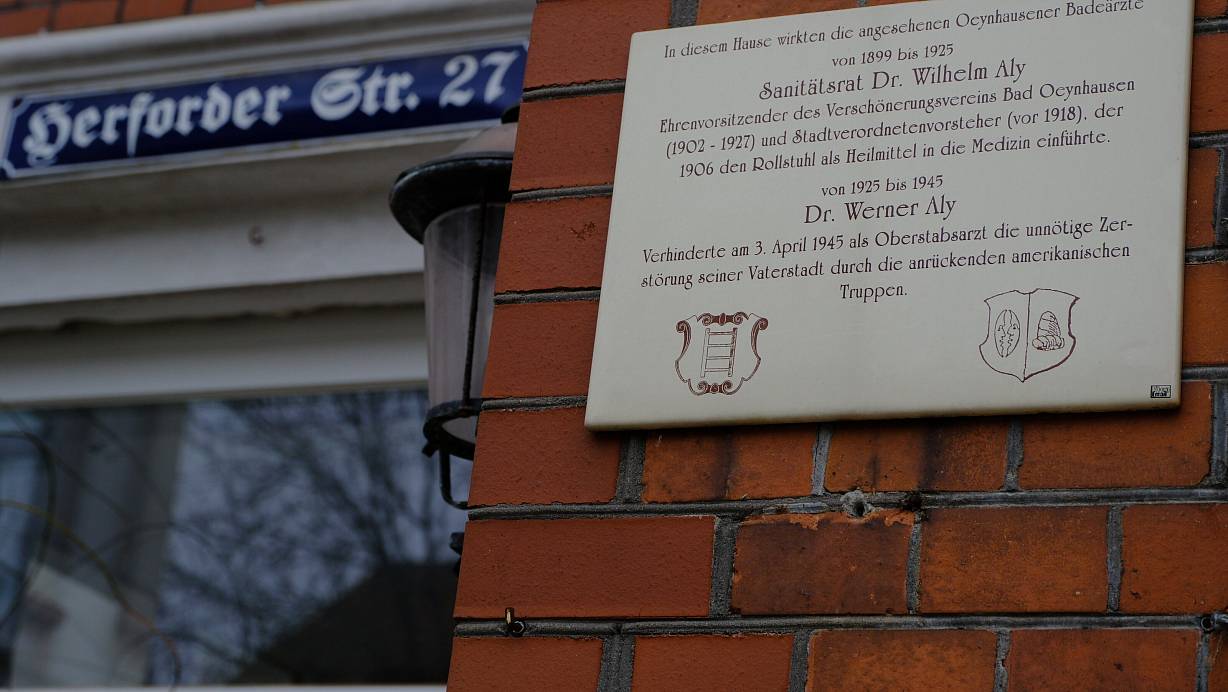 Herforder Str. 27
In diesem Hause wirkten die angesehenen Oeynhausener Badeärzte
von 1899 bis 1925
Sanitätsrat Dr. Wilhelm Aly
Ehrenvorsitzender des Verschönerungsvereins Bad Oeynhausen
(1902 - 1927) und Stadtverordnetenvorsteher (vor 1918), der
1906 den Rollstuhl als Heilmittel in die Medizin einführte.
von 1925 bis 1945
Dr. Werner Aly
Verhinderte am 3. April 1945 als Oberstabsarzt die unnötige Zer-
störung seiner Vaterstadt durch die anrückenden amerikanischen
Truppen.